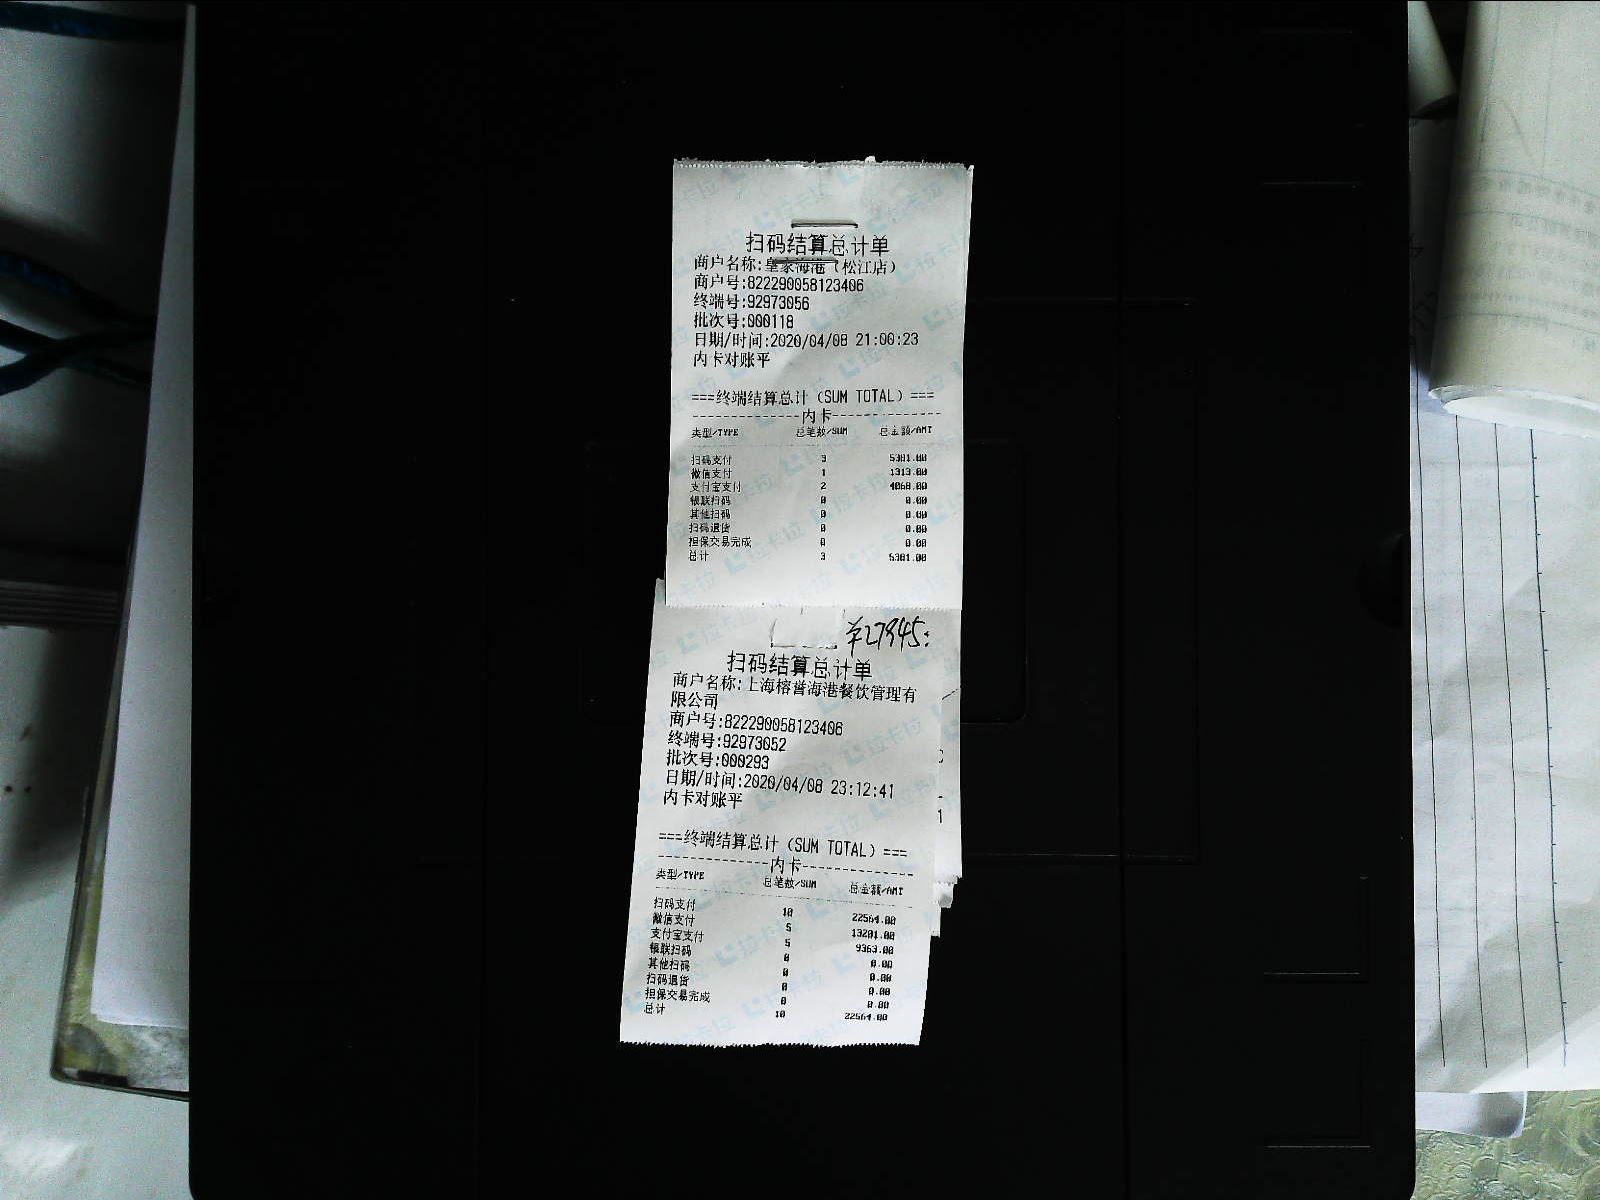 扫码结算总计单
商户名称:皇家海港（松江店）
商户号:822290058123406
终端号:92973056
批次号:000118
日期/时间:2020/04/08 21:00:23
内卡对账平
===终端结算总计（SUM TOTAL）===
--------------内卡--------------
类型/TYPE 总笔数/SUM 总金额/AMT
扫码支付 3 5381.00
微信支付 1 1313.00
支付宝支付 2 4068.00
银联扫码 0 0.00
其他扫码 0 0.00
扫码退货 0 0.00
担保交易完成 0 0.00
总计 3 5381.00
¥27945:
扫码结算总计单
商户名称:上海榕誉海港餐饮管理有
限公司
商户号:822290058123406
终端号:92973052
批次号:000293
日期/时间:2020/04/08 23:12:41
内卡对账平
===终端结算总计（SUM TOTAL）===
--------------内卡--------------
类型/TYPE 总笔数/SUM 总金额/AMT
扫码支付 10 22564.00
微信支付 5 13201.00
支付宝支付 5 9363.00
银联扫码 0 0.00
其他扫码 0 0.00
扫码退货 0 0.00
担保交易完成 0 0.00
总计 10 22564.00